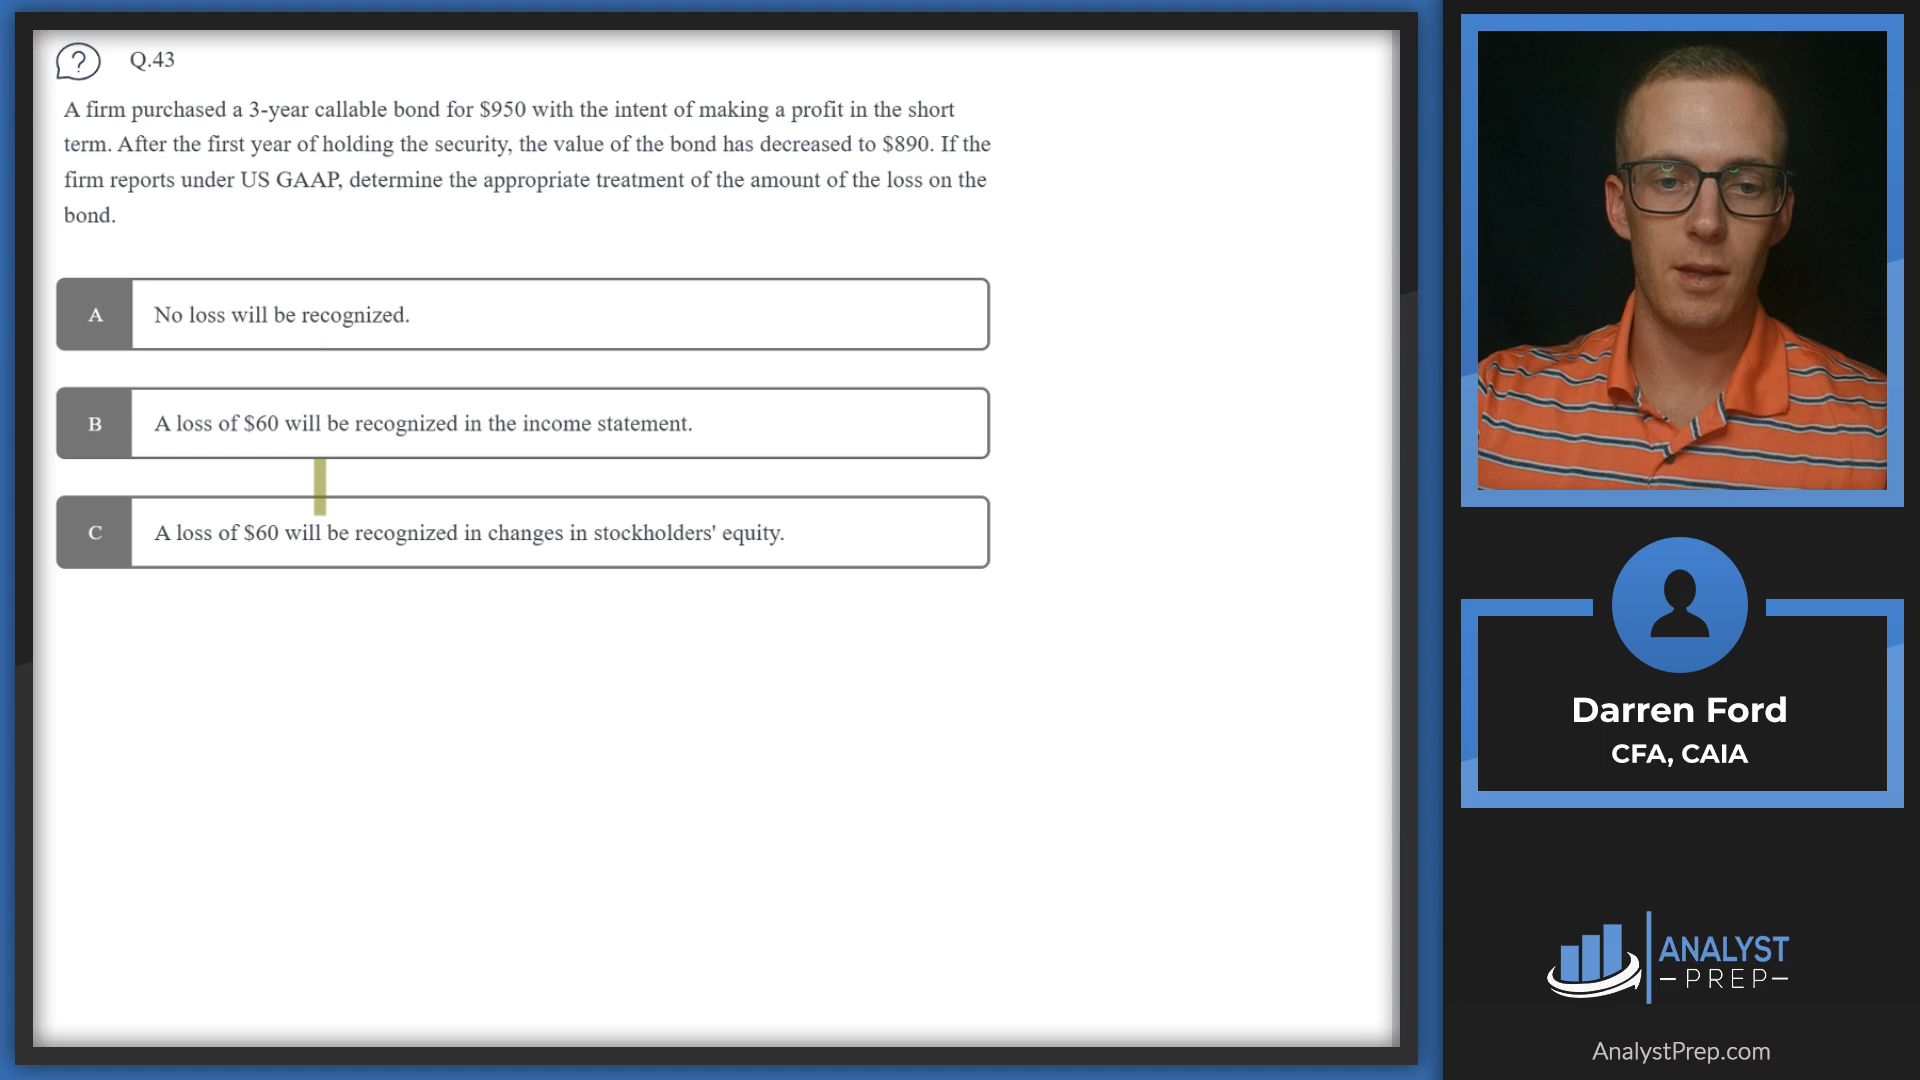 ?
Q.43
A firm purchased a 3-year callable bond for $950 with the intent of making a profit in the short
term. After the first year of holding the security, the value of the bond has decreased to $890. If the
firm reports under US GAAP, determine the appropriate treatment of the amount of the loss on the
bond.
A No loss will be recognized.
B A loss of $60 will be recognized in the income statement.
C A loss of $60 will be recognized in changes in stockholders' equity.
Darren Ford
CFA, CAIA
ANALYST
PREP
AnalystPrep.com